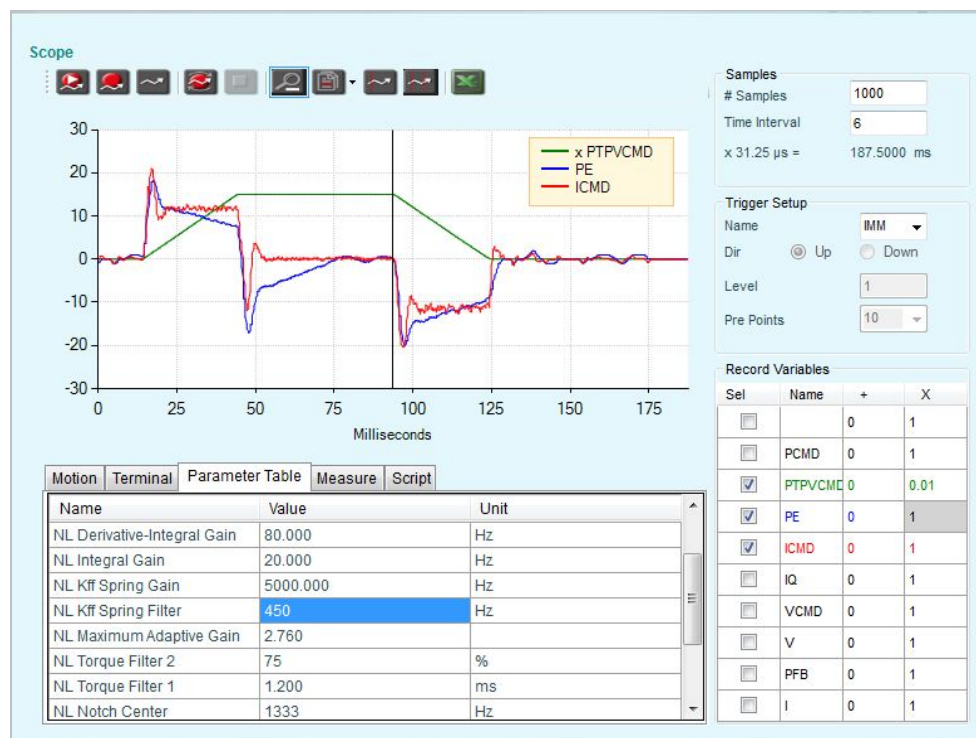 Scope
30
20
10
0
-10
-20
-30
0 25 50 75 100 125 150 175
Milliseconds
x PTPVCMD
PE
ICMD
Samples
# Samples 1000
Time Interval 6
x 31.25 µs = 187.5000 ms
Trigger Setup
Name IMM
Dir Up Down
Level 1
Pre Points 10
Record Variables
Sel Name + X
0 1
PCMD 0 1
PTPVCMD 0 0.01
PE 0 1
ICMD 0 1
IQ 0 1
VCMD 0 1
V 0 1
PFB 0 1
I 0 1
Motion Terminal Parameter Table Measure Script
Name Value Unit
NL Derivative-Integral Gain 80.000 Hz
NL Integral Gain 20.000 Hz
NL Kff Spring Gain 5000.000 Hz
NL Kff Spring Filter 450 Hz
NL Maximum Adaptive Gain 2.760
NL Torque Filter 2 75 %
NL Torque Filter 1 1.200 ms
NL Notch Center 1333 Hz